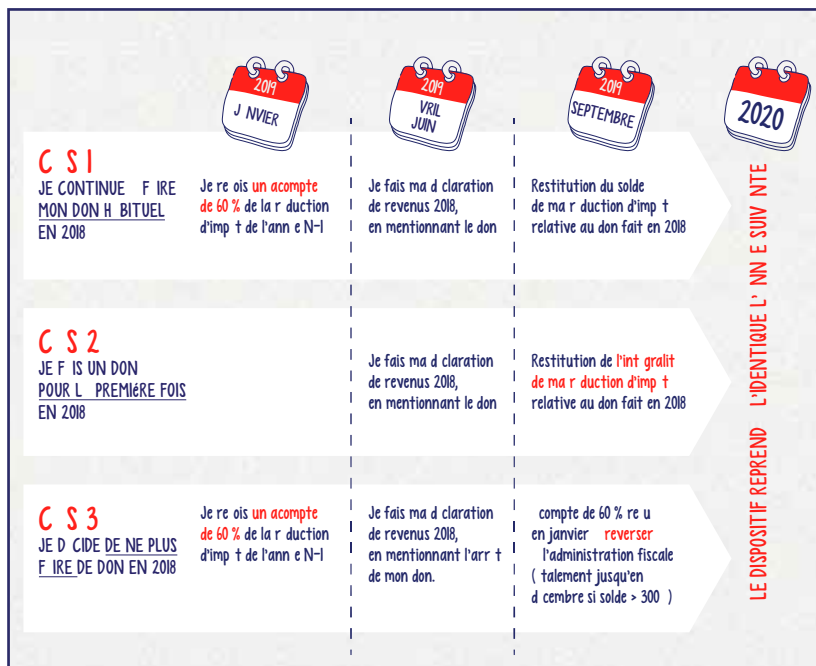 2019
J NVIER
2019
VRIL
JUIN
2019
SEPTEMBRE
2020
C S 1
JE CONTINUE F IRE
MON DON H BITUEL
EN 2018
Je re ois un acompte
de 60 % de la r duction
d'imp t de l'ann e N-1
Je fais ma d claration
de revenus 2018,
en mentionnant le don
Restitution du solde
de ma r duction d'imp t
relative au don fait en 2018
C S 2
JE F IS UN DON
POUR L PREMIéRE FOIS
EN 2018
Je fais ma d claration
de revenus 2018,
en mentionnant le don
Restitution de l'int gralit
de ma r duction d'imp t
relative au don fait en 2018
C S 3
JE D CIDE DE NE PLUS
F IRE DE DON EN 2018
Je re ois un acompte
de 60 % de la r duction
d'imp t de l'ann e N-1
Je fais ma d claration
de revenus 2018,
en mentionnant l'arr t
de mon don.
compte de 60 % re u
en janvier reverser
l'administration fiscale
( talement jusqu'en
d cembre si solde > 300 )
LE DISPOSITIF REPREND L'IDENTIQUE L' NN E SUIV NTE